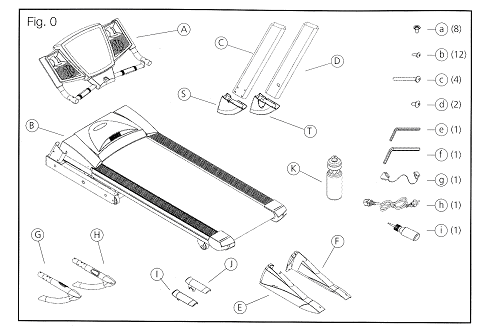 Fig. 0
A
C
D
B
S
T
K
G
H
I
J
F
E
a (8)
b (12)
c (4)
d (2)
e (1)
f (1)
g (1)
h (1)
i (1)